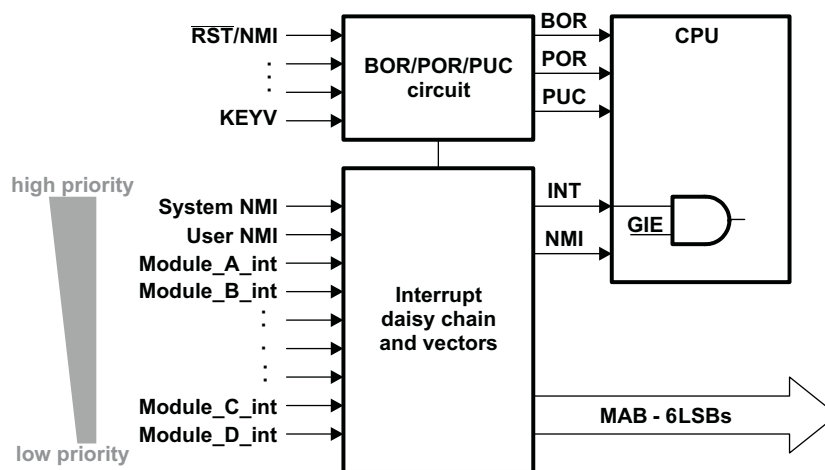 R̅S̅T̅/NMI
.
.
.
KEYV
BOR/POR/PUC
circuit
BOR
POR
PUC
CPU
high priority
System NMI
User NMI
Module_A_int
Module_B_int
.
.
.
Module_C_int
Module_D_int
low priority
Interrupt
daisy chain
and vectors
INT
NMI
GIE
MAB - 6LSBs